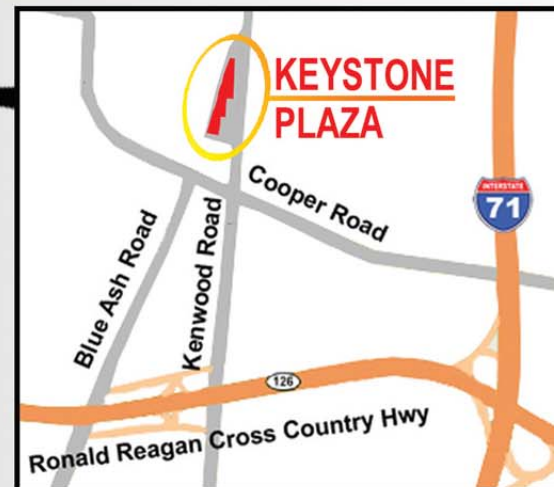 KEYSTONE
PLAZA
INTERSTATE
71
Cooper Road
Blue Ash Road
Kenwood Road
126
Ronald Reagan Cross Country Hwy